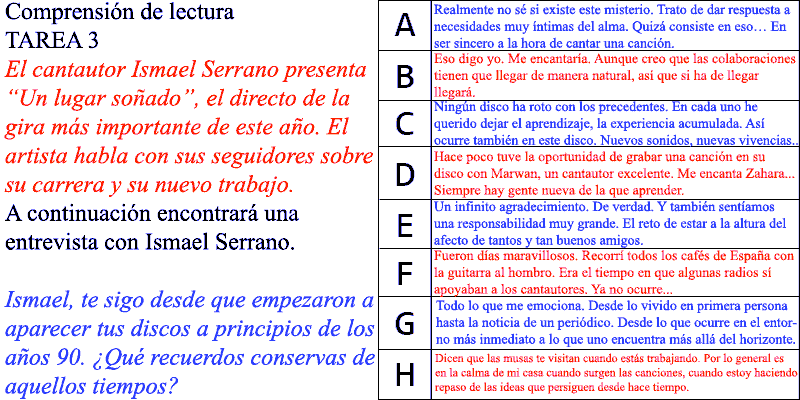 Comprensión de lectura
TAREA 3
El cantautor Ismael Serrano presenta
“Un lugar soñado”, el directo de la
gira más importante de este año. El
artista habla con sus seguidores sobre
su carrera y su nuevo trabajo.
A continuación encontrará una
entrevista con Ismael Serrano.
Ismael, te sigo desde que empezaron a
aparecer tus discos a principios de los
años 90. ¿Qué recuerdos conservas de
aquellos tiempos?
A
Realmente no sé si existe este misterio. Trato de dar respuesta a
necesidades muy íntimas del alma. Quizá consiste en eso… En
ser sincero a la hora de cantar una canción.
B
Eso digo yo. Me encantaría. Aunque creo que las colaboraciones
tienen que llegar de manera natural, así que si ha de llegar
llegará.
C
Ningún disco ha roto con los precedentes. En cada uno he
querido dejar el aprendizaje, la experiencia acumulada. Así
ocurre también en este disco. Nuevos sonidos, nuevas vivencias..
D
Hace poco tuve la oportunidad de grabar una canción en su
disco con Marwan, un cantautor excelente. Me encanta Zahara...
Siempre hay gente nueva de la que aprender.
E
Un infinito agradecimiento. De verdad. Y también sentíamos
una responsabilidad muy grande. El reto de estar a la altura del
afecto de tantos y tan buenos amigos.
F
Fueron días maravillosos. Recorrí todos los cafés de España con
la guitarra al hombro. Era el tiempo en que algunas radios sí
apoyaban a los cantautores. Ya no ocurre...
G
Todo lo que me emociona. Desde lo vivido en primera persona
hasta la noticia de un periódico. Desde lo que ocurre en el entor-
no más inmediato a lo que uno encuentra más allá del horizonte.
H
Dicen que las musas te visitan cuando estás trabajando. Por lo general es
en la calma de mi casa cuando surgen las canciones, cuando estoy haciendo
repaso de las ideas que persiguen desde hace tiempo.